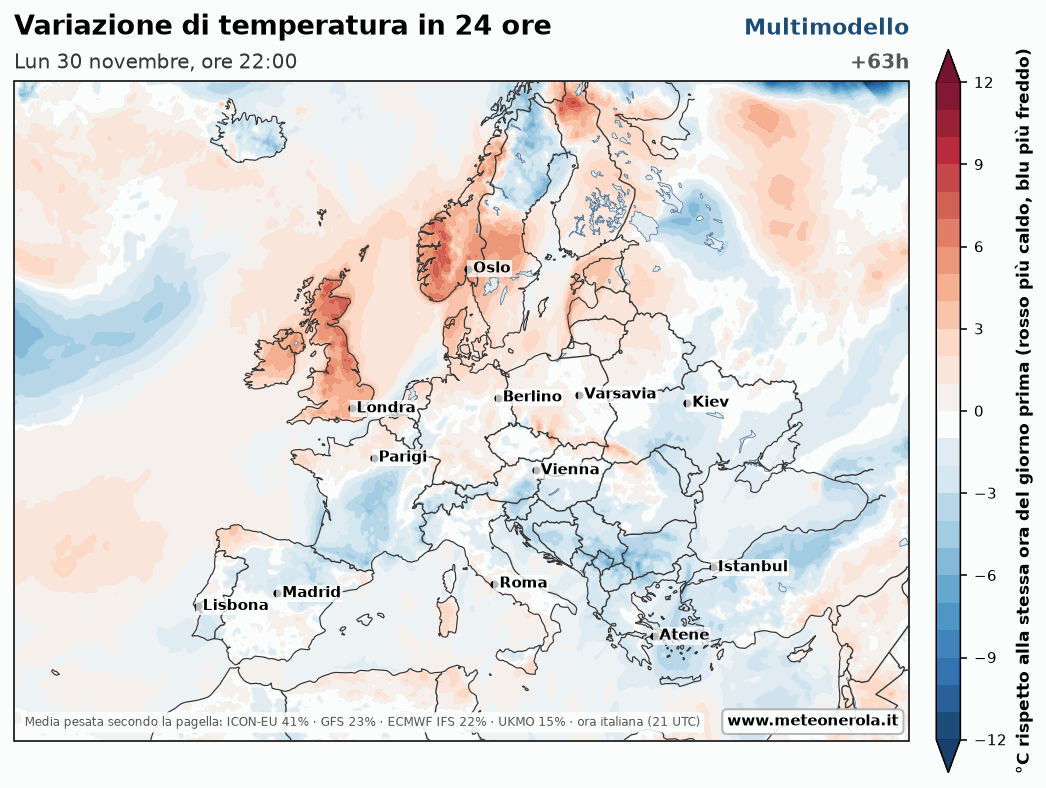 Variazione di temperatura in 24 ore
Multimodello
Lun 30 novembre, ore 22:00
+63h
Oslo
Londra
Berlino
Varsavia
Kiev
Parigi
Vienna
Istanbul
Roma
Madrid
Lisbona
Atene
Media pesata secondo la pagella: ICON-EU 41% · GFS 23% · ECMWF IFS 22% · UKMO 15% · ora italiana (21 UTC)
www.meteonerola.it
12
9
6
3
0
−3
−6
−9
−12
°C rispetto alla stessa ora del giorno prima (rosso più caldo, blu più freddo)